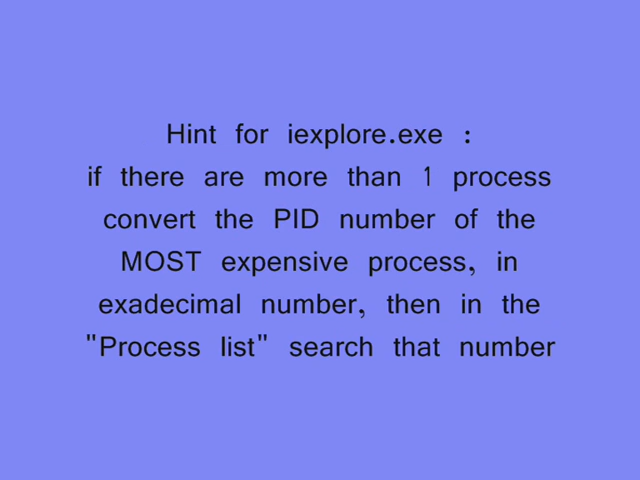 Hint for iexplore.exe :
if there are more than 1 process
convert the PID number of the
MOST expensive process, in
exadecimal number, then in the
"Process list" search that number